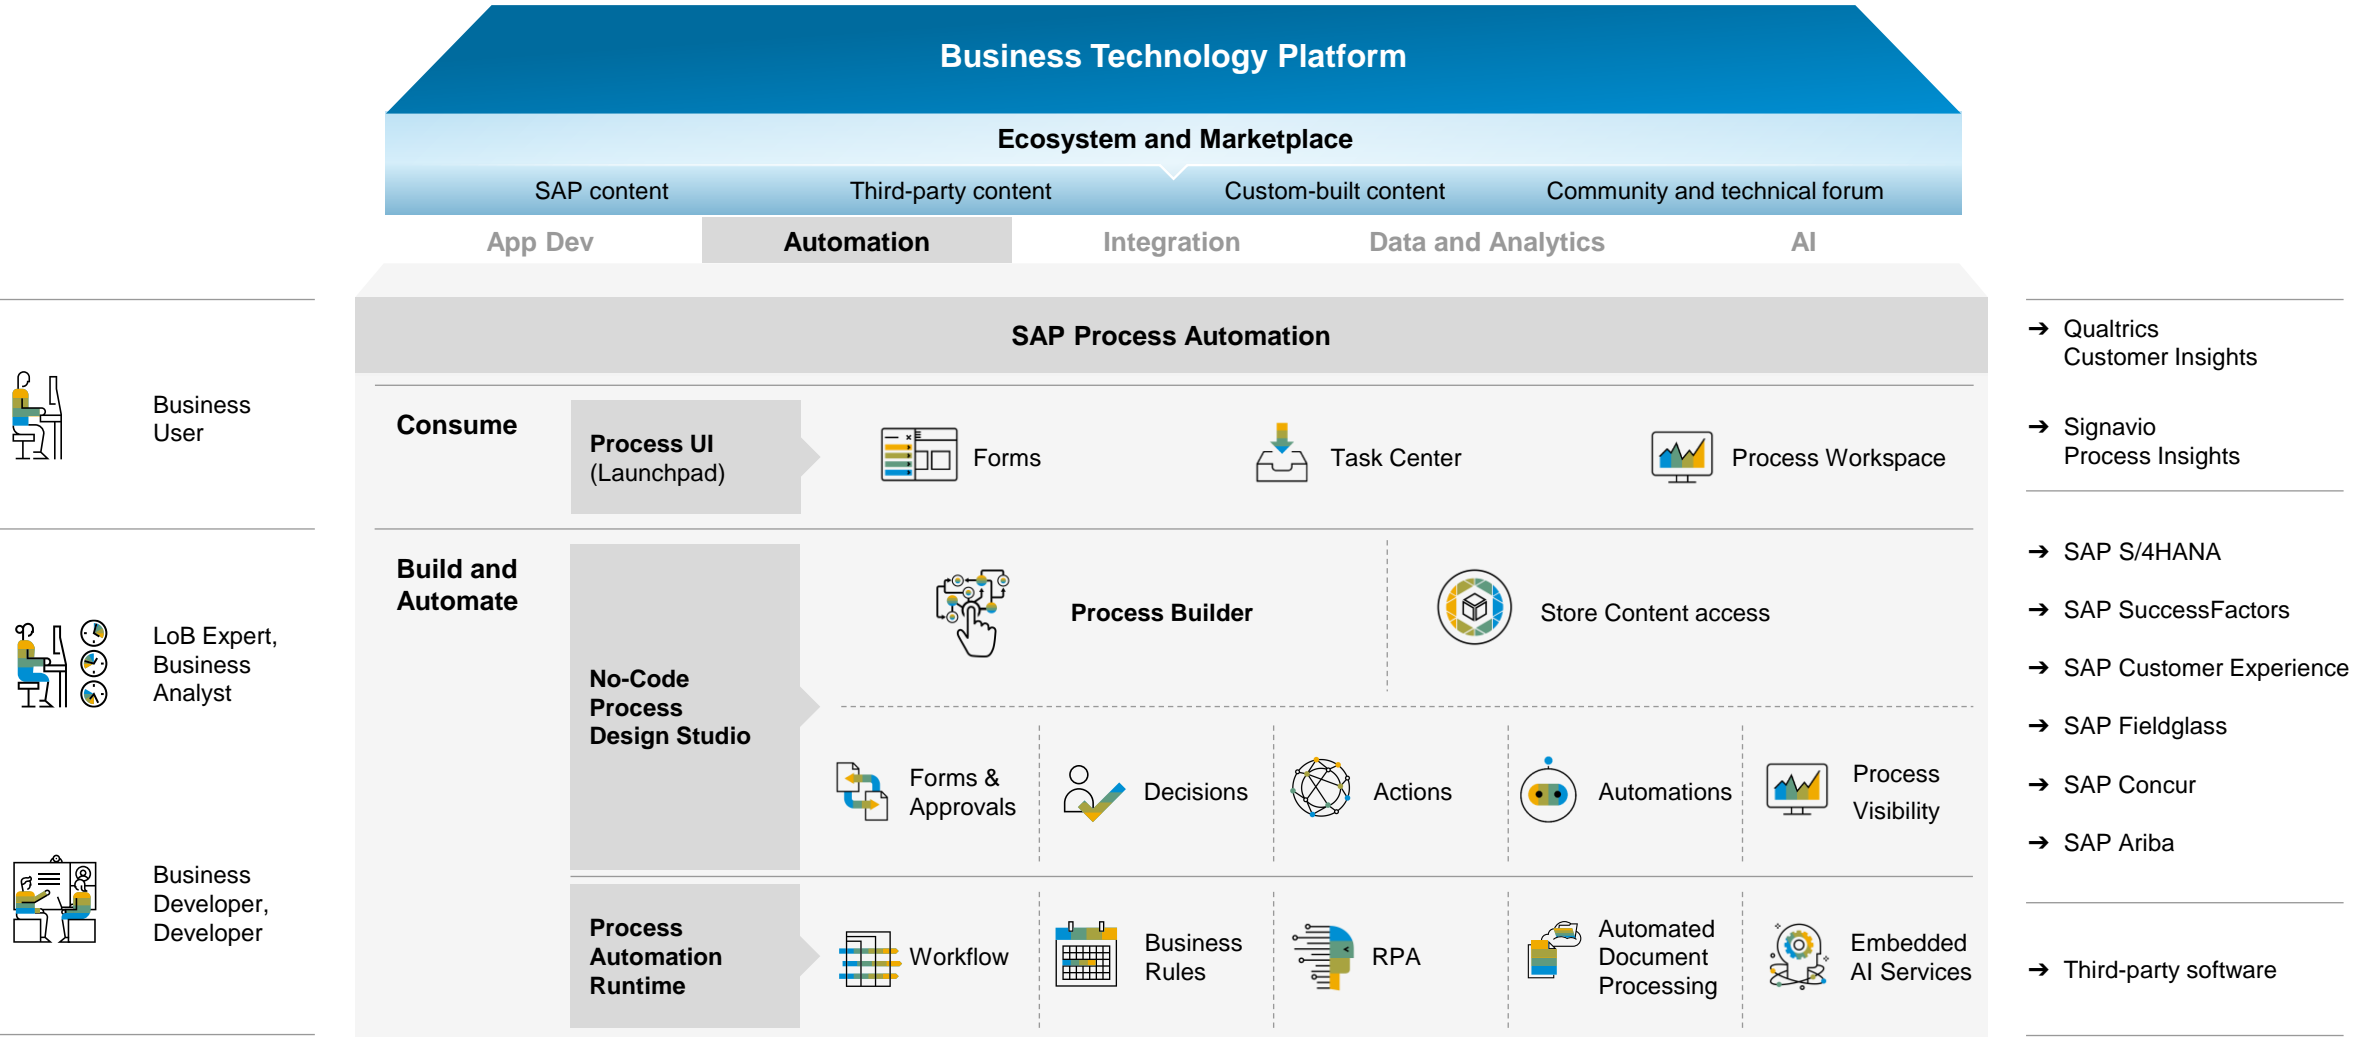 Business Technology Platform
Ecosystem and Marketplace
SAP content
Third-party content
Custom-built content
Community and technical forum
App Dev
Automation
Integration
Data and Analytics
AI
SAP Process Automation
Business
User
LoB Expert,
Business
Analyst
Business
Developer,
Developer
Consume
Process UI
(Launchpad)
Forms
Task Center
Process Workspace
Build and
Automate
No-Code
Process
Design Studio
Process Builder
Store Content access
Forms &
Approvals
Decisions
Actions
Automations
Process
Visibility
Process
Automation
Runtime
Workflow
Business
Rules
RPA
Automated
Document
Processing
Embedded
AI Services
➔ Qualtrics
Customer Insights
➔ Signavio
Process Insights
➔ SAP S/4HANA
➔ SAP SuccessFactors
➔ SAP Customer Experience
➔ SAP Fieldglass
➔ SAP Concur
➔ SAP Ariba
➔ Third-party software